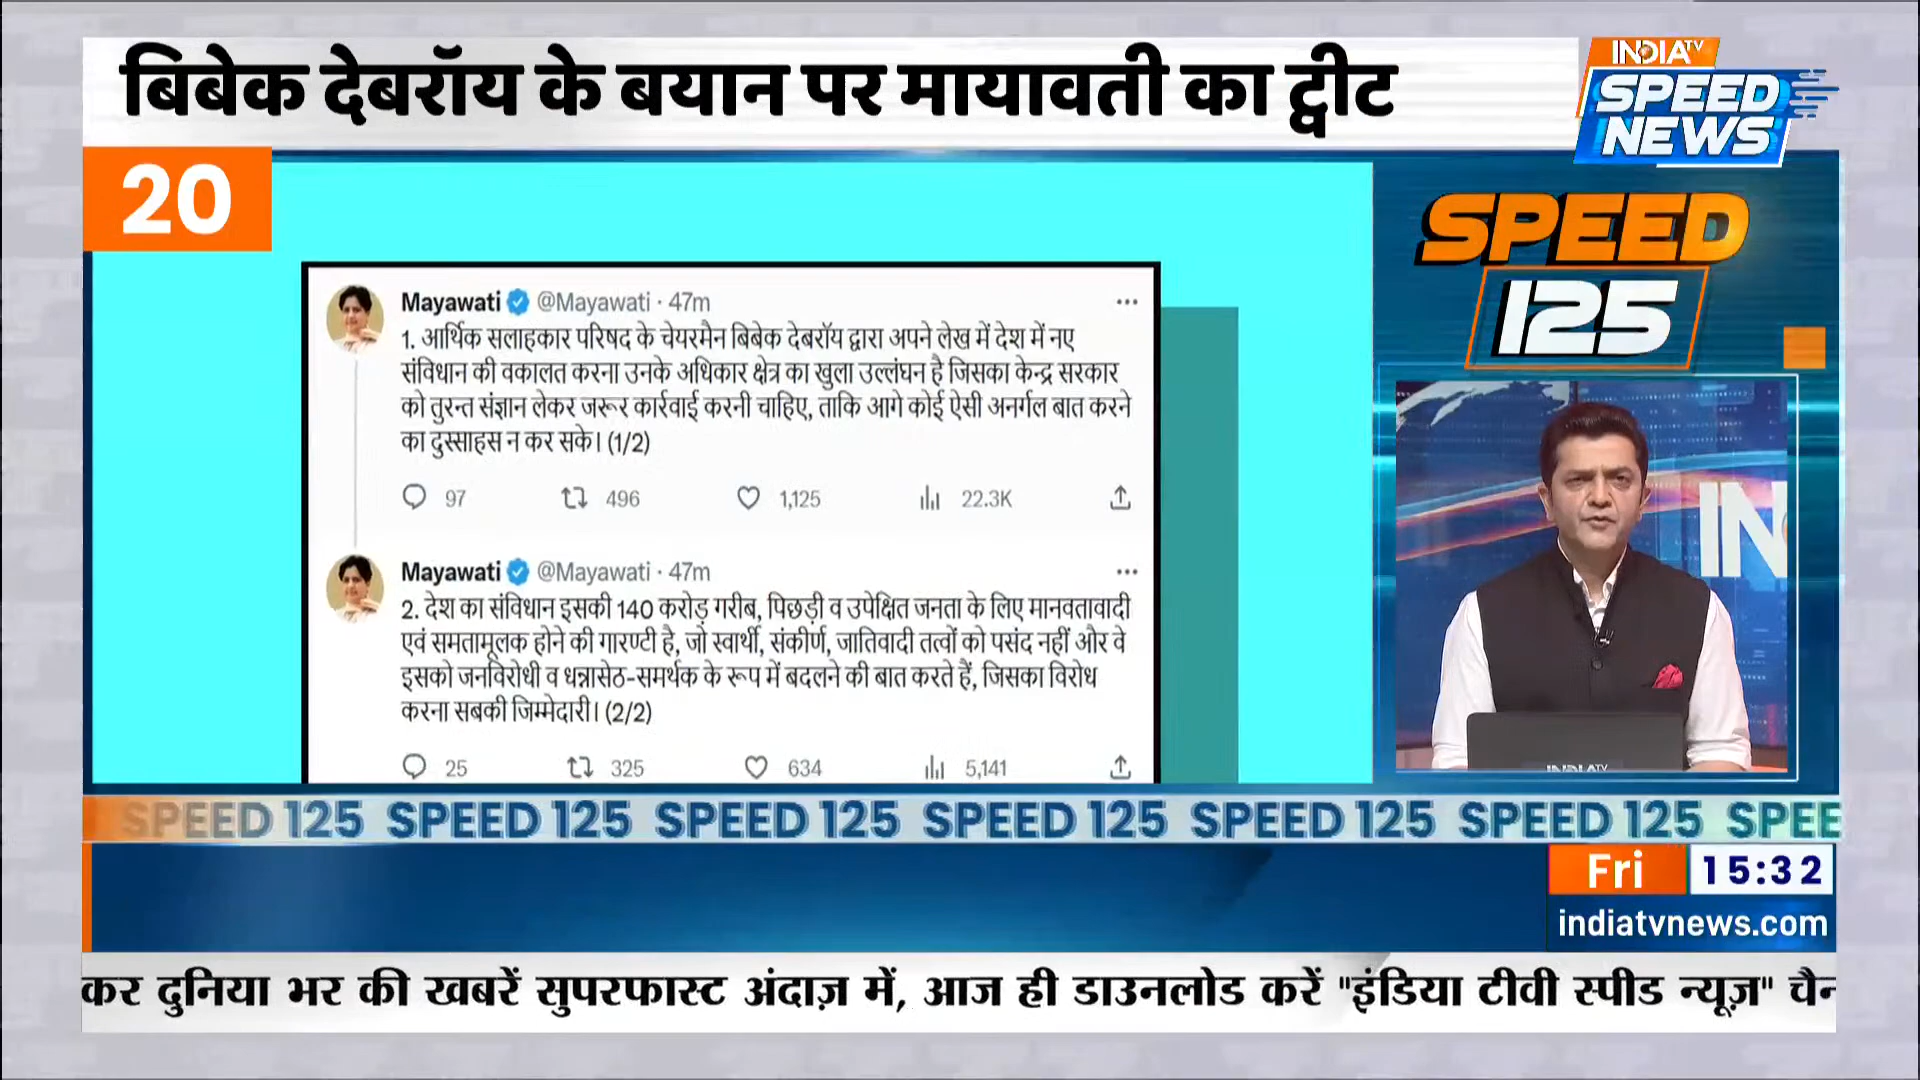 बिबेक देबरॉय के बयान पर मायावती का ट्वीट
INDIA TV
SPEED
NEWS
20
SPEED
125
Mayawati @Mayawati · 47m
1. आर्थिक सलाहकार परिषद के चेयरमैन बिबेक देबरॉय द्वारा अपने लेख में देश में नए
संविधान की वकालत करना उनके अधिकार क्षेत्र का खुला उल्लंघन है जिसका केन्द्र सरकार
को तुरन्त संज्ञान लेकर जरूर कार्रवाई करनी चाहिए, ताकि आगे कोई ऐसी अनर्गल बात करने
का दुस्साहस न कर सके। (1/2)
97 496 1,125 22.3K
Mayawati @Mayawati · 47m
2. देश का संविधान इसकी 140 करोड़ गरीब, पिछड़ी व उपेक्षित जनता के लिए मानवतावादी
एवं समतामूलक होने की गारण्टी है, जो स्वार्थी, संकीर्ण, जातिवादी तत्वों को पसंद नहीं और वे
इसको जनविरोधी व धन्नासेठ-समर्थक के रूप में बदलने की बात करते हैं, जिसका विरोध
करना सबकी जिम्मेदारी। (2/2)
25 325 634 5,141
IN
INDIA TV
SPEED 125 SPEED 125 SPEED 125 SPEED 125 SPEED 125 SPEED 125 SPEE
Fri 15:32
indiatvnews.com
कर दुनिया भर की खबरें सुपरफास्ट अंदाज़ में, आज ही डाउनलोड करें "इंडिया टीवी स्पीड न्यूज़" चैन